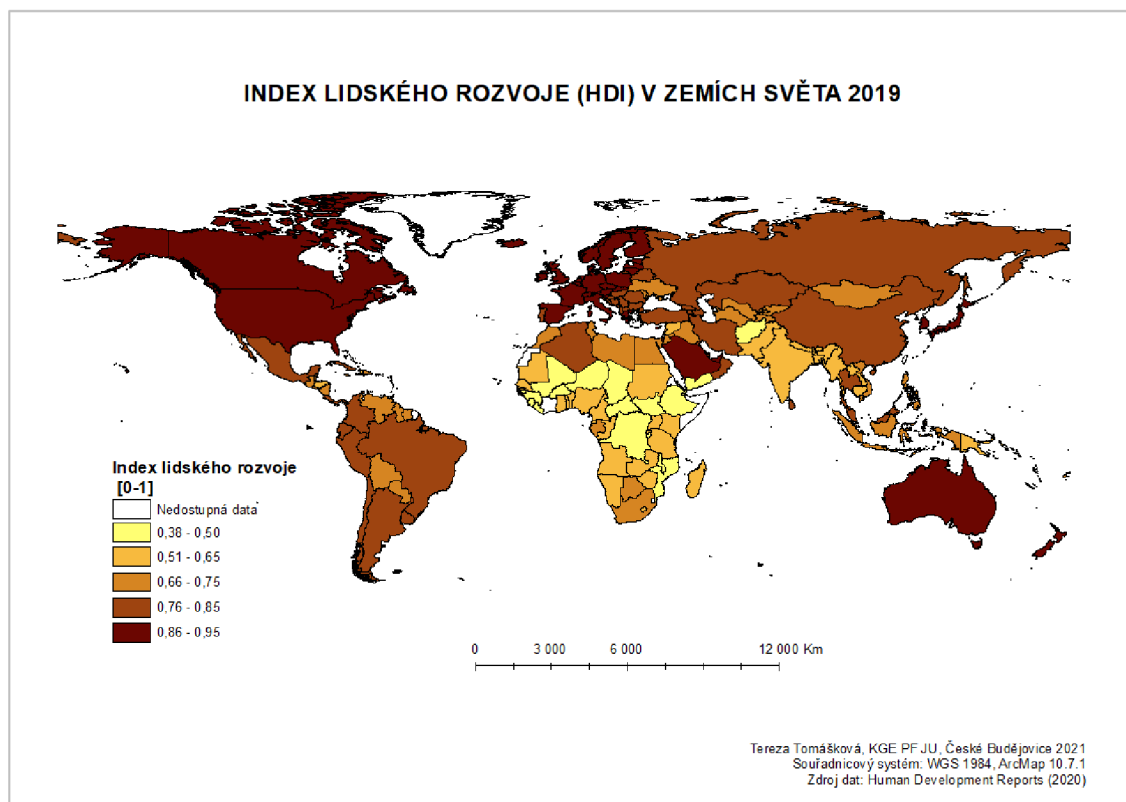 INDEX LIDSKÉHO ROZVOJE (HDI) V ZEMÍCH SVĚTA 2019
Index lidského rozvoje
[0-1]
Nedostupná data
0,38 - 0,50
0,51 - 0,65
0,66 - 0,75
0,76 - 0,85
0,86 - 0,95
0 3 000 6 000 12 000 Km
Tereza Tomášková, KGE PF JU, České Budějovice 2021
Souřadnicový systém: WGS 1984, ArcMap 10.7.1
Zdroj dat: Human Development Reports (2020)